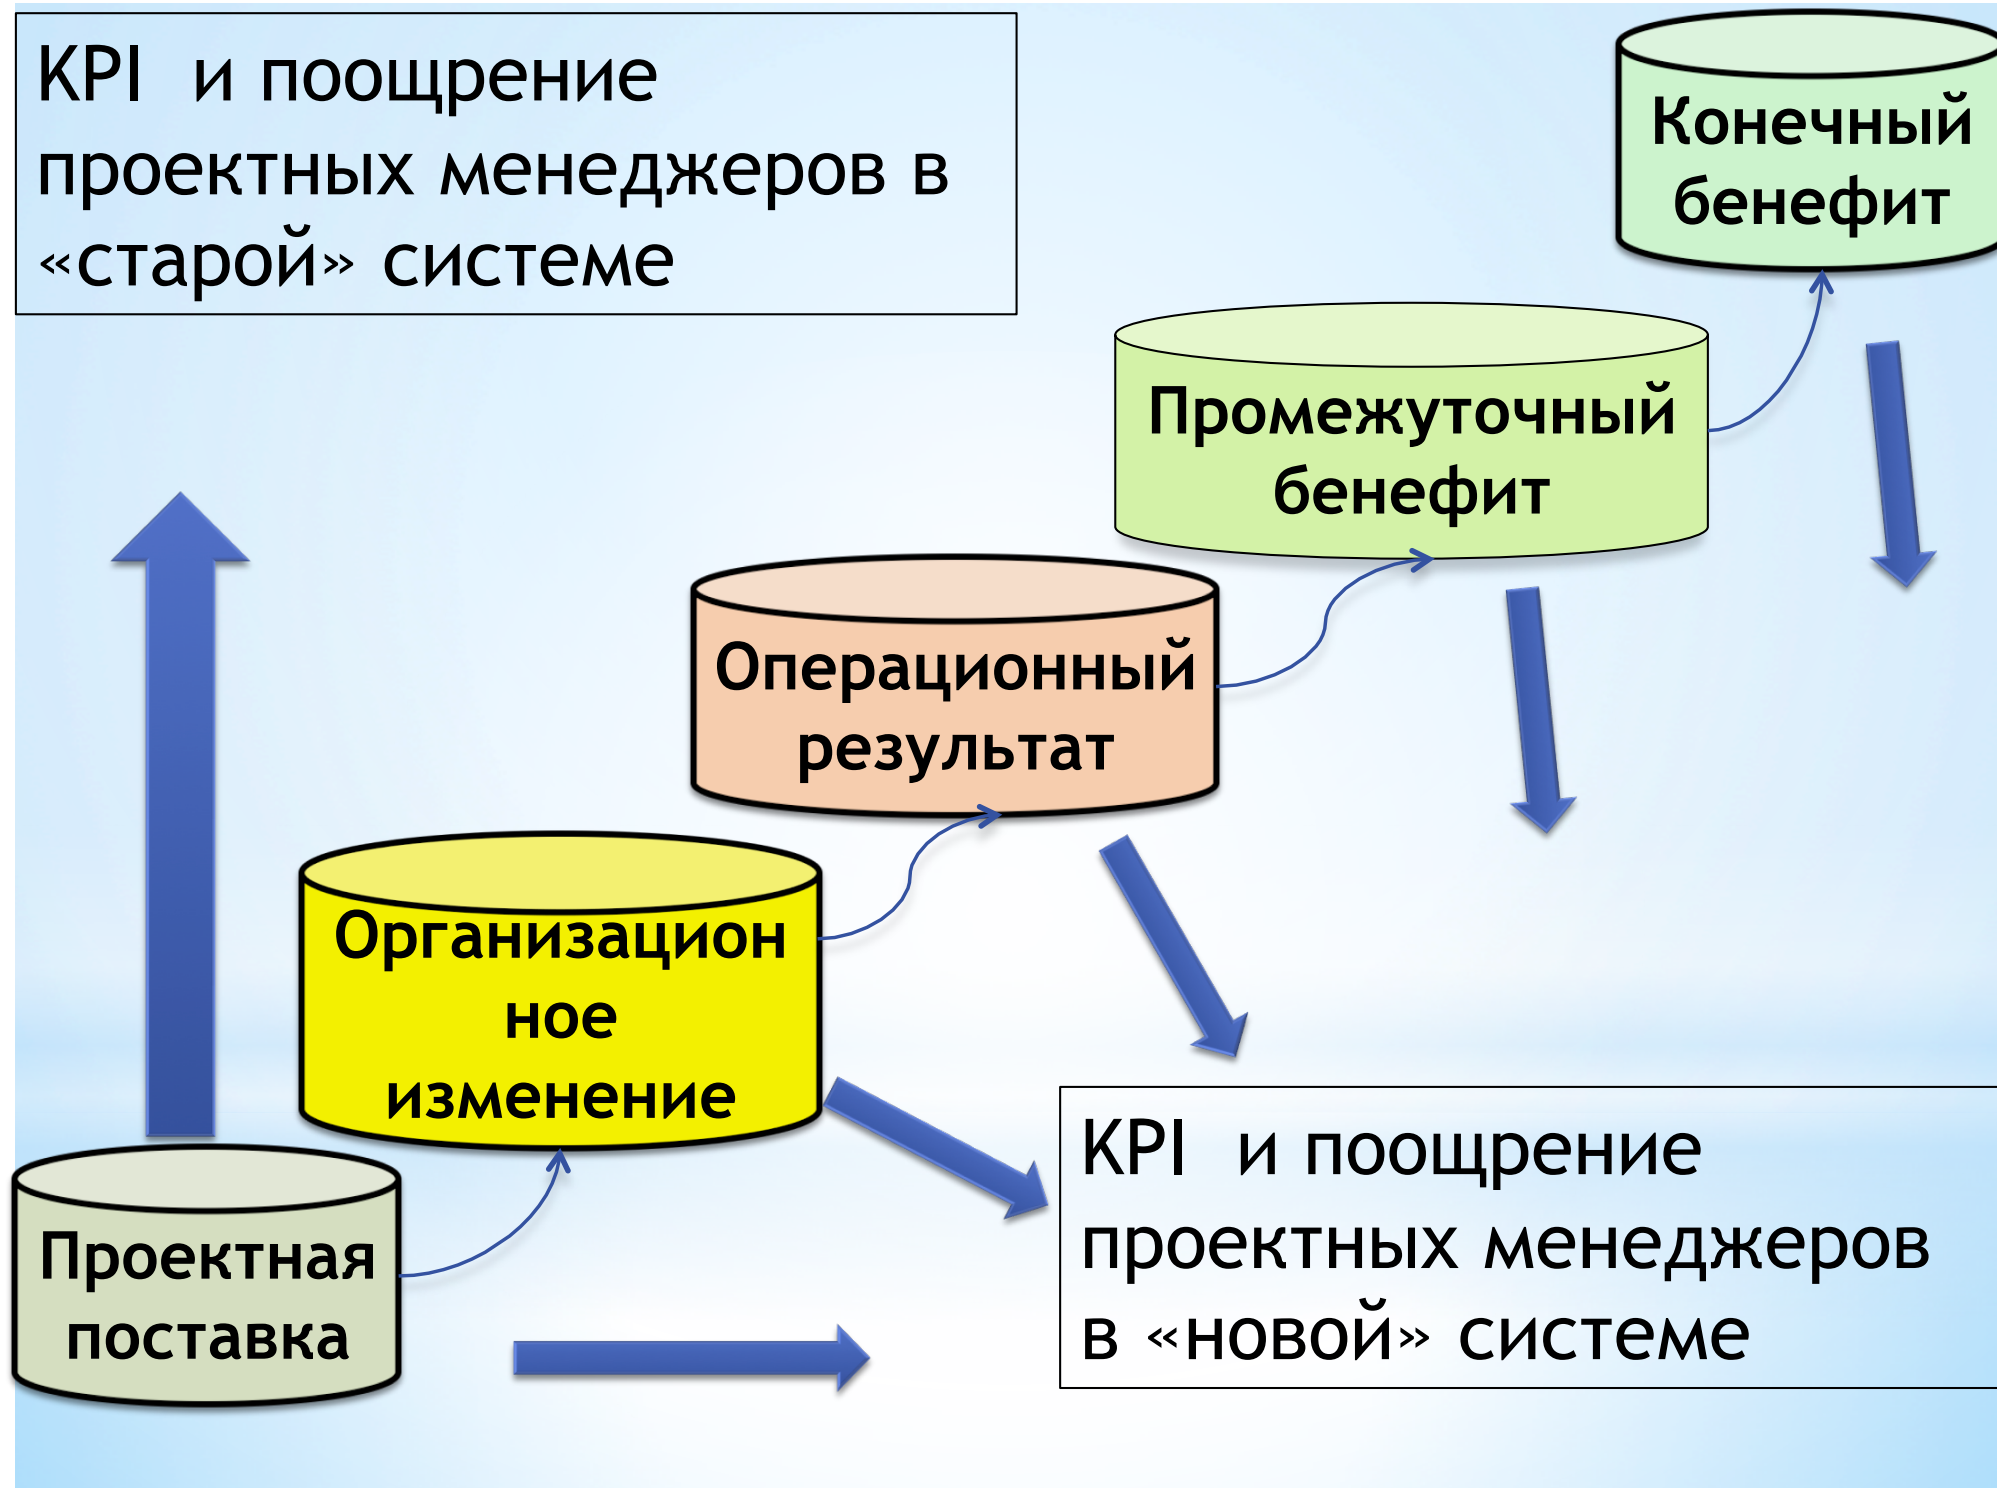 KPI и поощрение
проектных менеджеров в
«старой» системе
Конечный
бенефит
Промежуточный
бенефит
Операционный
результат
Организацион
ное
изменение
Проектная
поставка
KPI и поощрение
проектных менеджеров
в «новой» системе